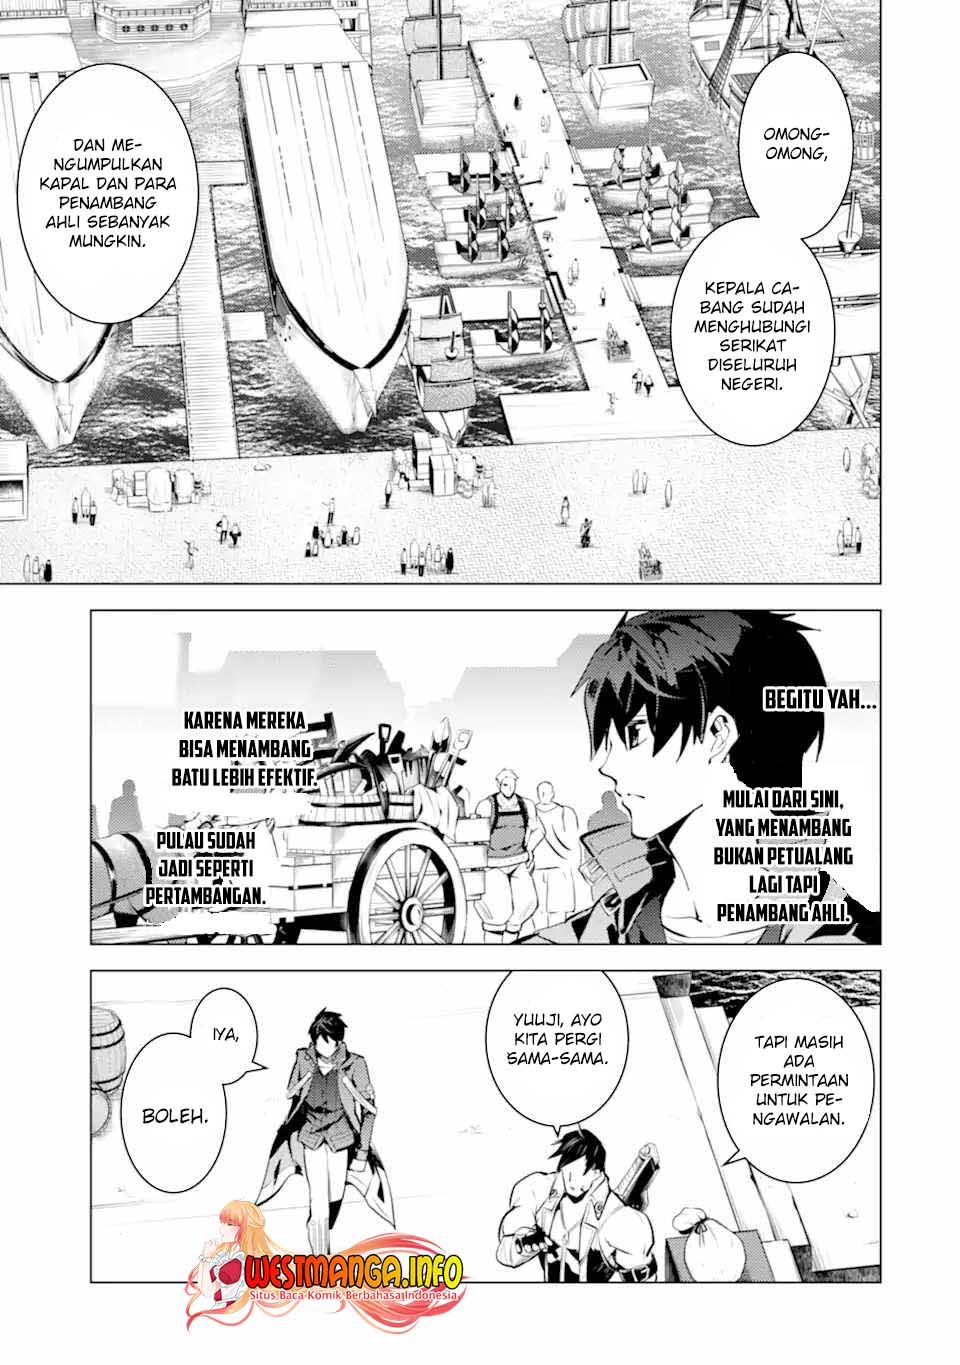 OMONG-
OMONG,
KEPALA CA-
BANG SUDAH
MENGHUBUNGI
SERIKAT
DISELURUH
NEGERI.
DAN ME-
NGUMPULKAN
KAPAL DAN PARA
PENAMBANG
AHLI SEBANYAK
MUNGKIN.
BEGITU YAH...
MULAI DARI SINI,
YANG MENAMBANG
BUKAN PETUALANG
LAGI TAPI
PENAMBANG AHLI.
KARENA MEREKA
BISA MENAMBANG
BATU LEBIH EFEKTIF.
PULAU SUDAH
JADI SEPERTI
PERTAMBANGAN.
TAPI MASIH
ADA
PERMINTAAN
UNTUK PE-
NGAWALAN.
YUUJI, AYO
KITA PERGI
SAMA-SAMA.
IYA,
BOLEH.
WESTMANGA.INFO
Situs Baca Komik Berbahasa Indonesia